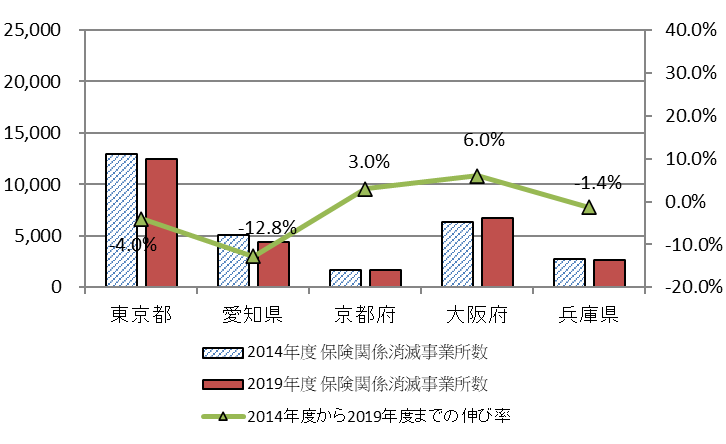 25,000
20,000
15,000
10,000
5,000
0
40.0%
30.0%
20.0%
10.0%
0.0%
-10.0%
-20.0%
-4.0%
-12.8%
3.0%
6.0%
-1.4%
東京都
愛知県
京都府
大阪府
兵庫県
2014年度 保険関係消滅事業所数
2019年度 保険関係消滅事業所数
2014年度から2019年度までの伸び率